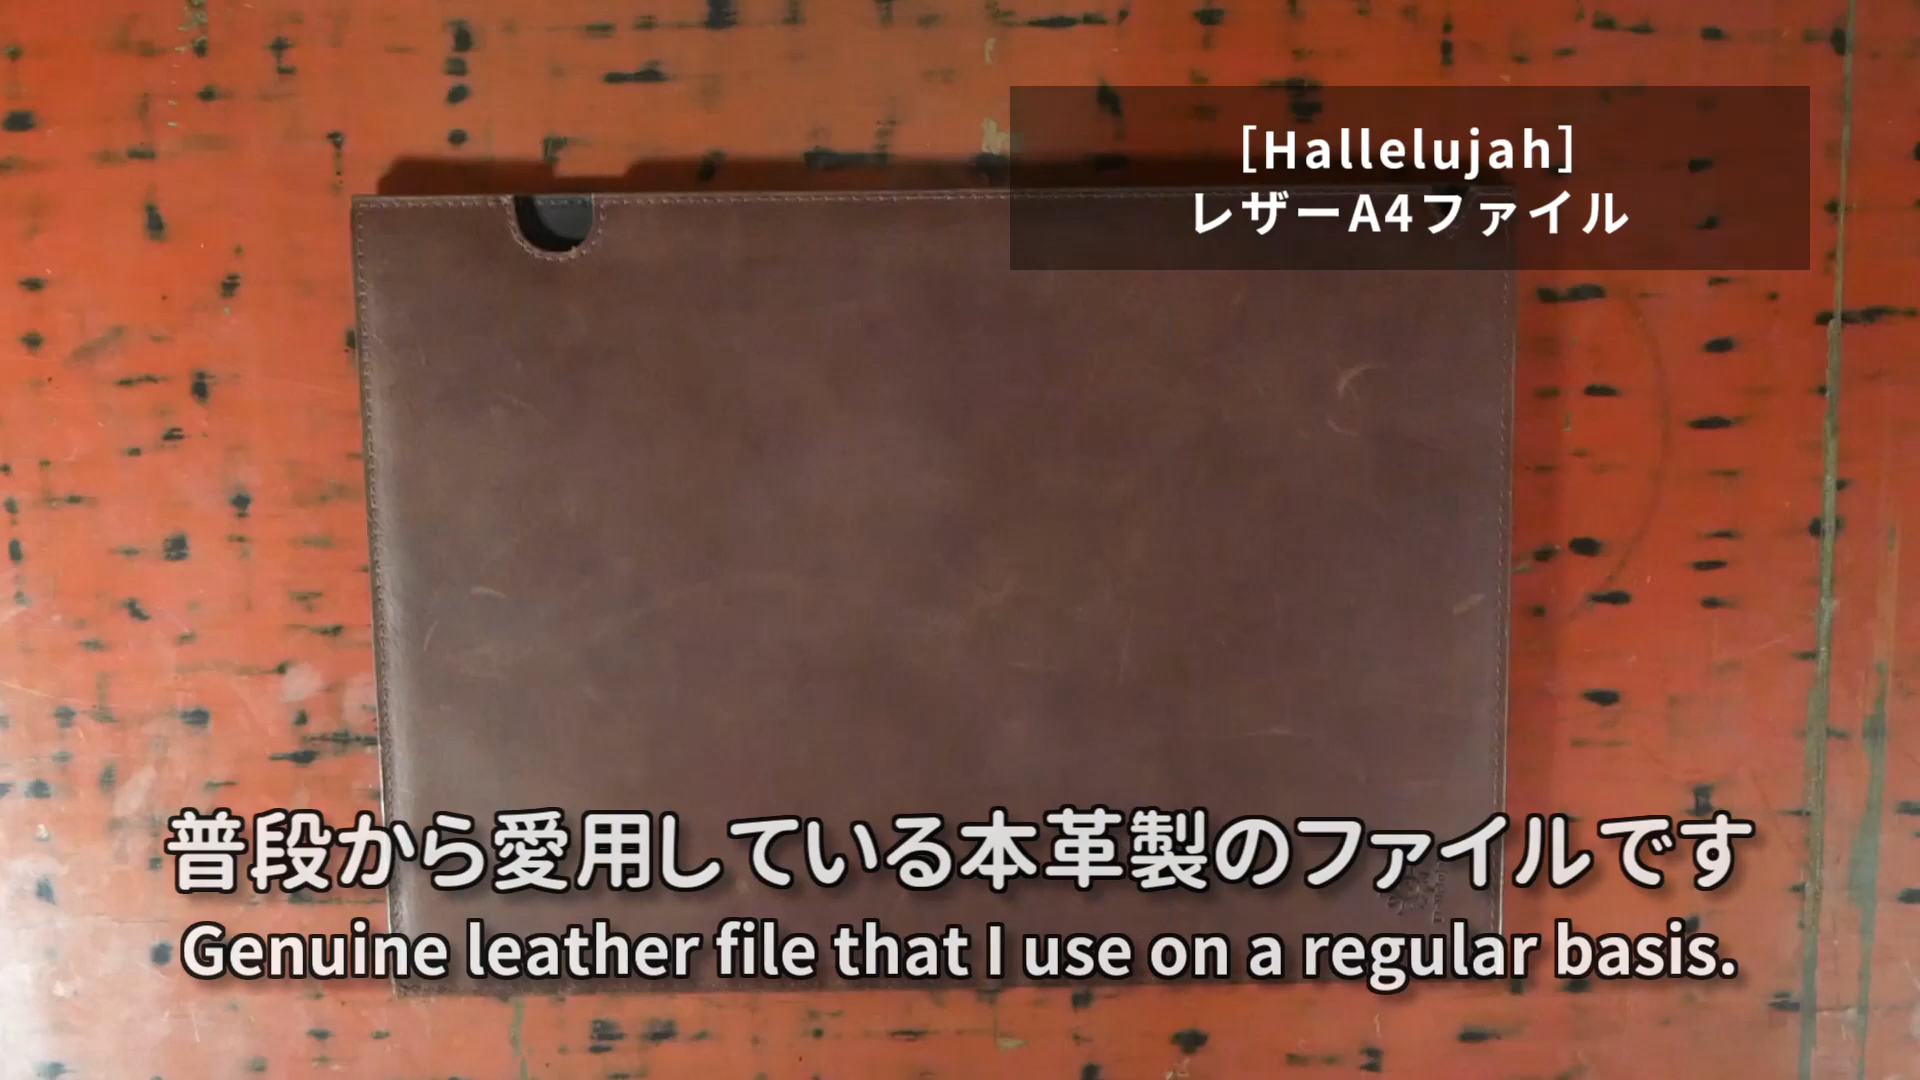 [Hallelujah]
レザーA4ファイル
普段から愛用している本革製のファイルです
Genuine leather file that I use on a regular basis.